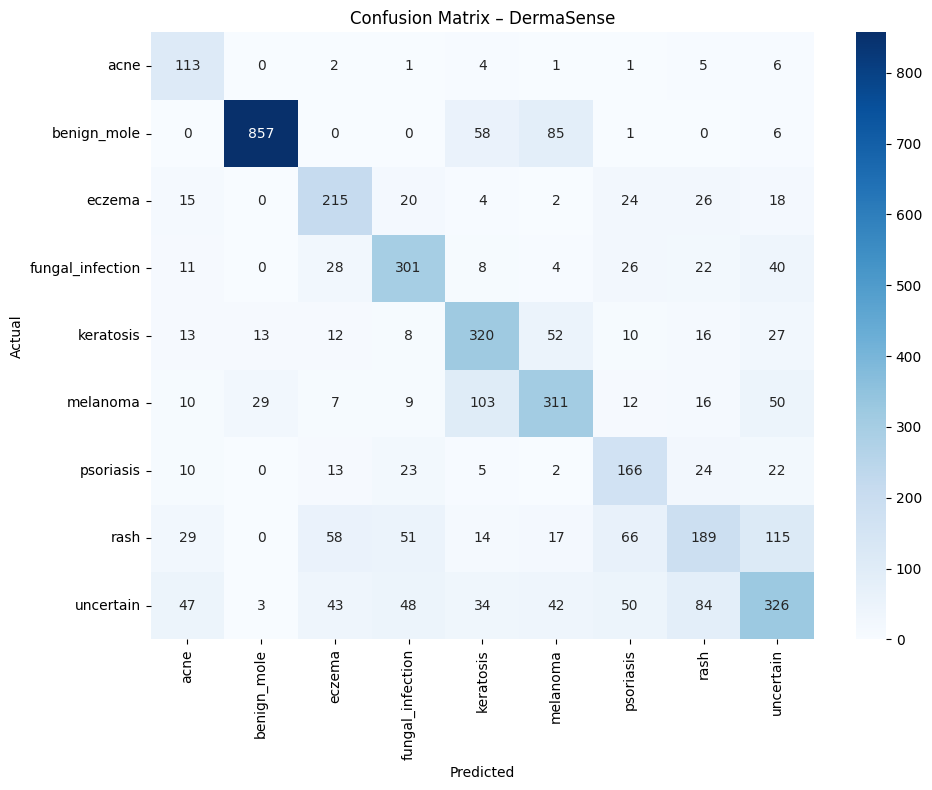 Confusion Matrix – DermaSense
acne 113 0 2 1 4 1 1 5 6
benign_mole 0 857 0 0 58 85 1 0 6
eczema 15 0 215 20 4 2 24 26 18
fungal_infection 11 0 28 301 8 4 26 22 40
keratosis 13 13 12 8 320 52 10 16 27
melanoma 10 29 7 9 103 311 12 16 50
psoriasis 10 0 13 23 5 2 166 24 22
rash 29 0 58 51 14 17 66 189 115
uncertain 47 3 43 48 34 42 50 84 326
Actual
acne benign_mole eczema fungal_infection keratosis melanoma psoriasis rash uncertain
Predicted
800
700
600
500
400
300
200
100
0